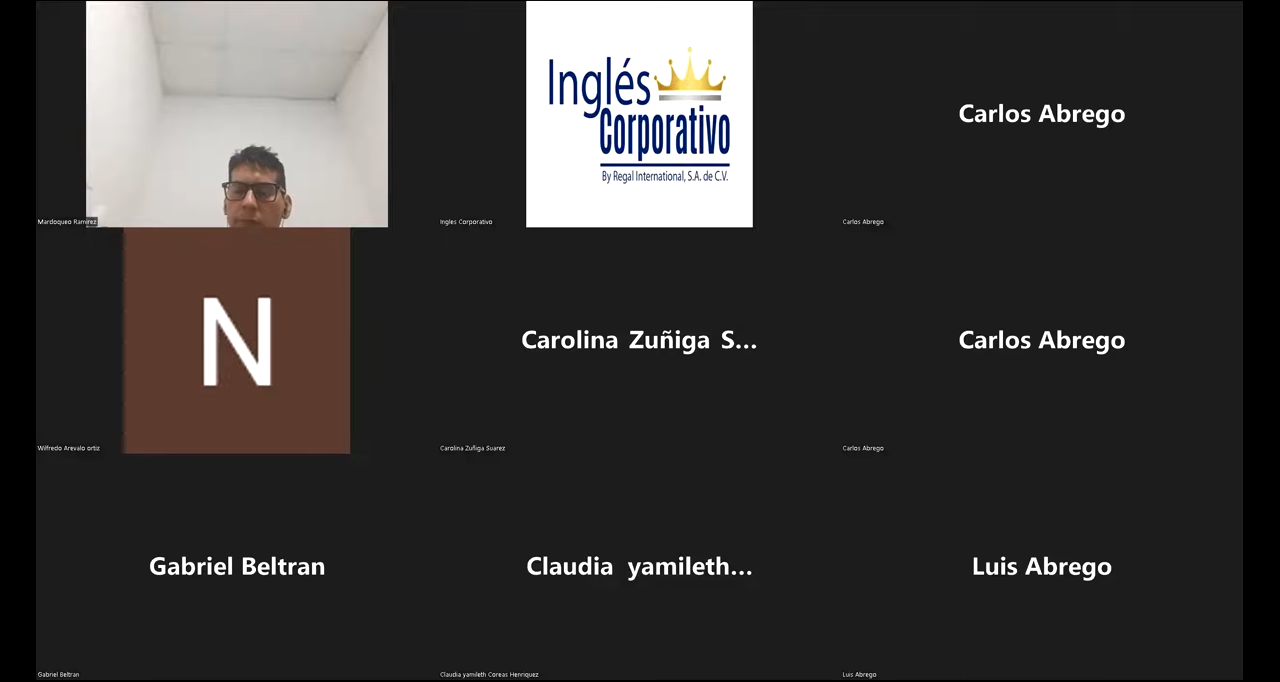 Mardoqueo Ramirez
Inglés
Corporativo
By Regal International, S.A. de C.V.
Ingles Corporativo
Carlos Abrego
Carlos Abrego
N
Wilfredo Arevalo ortiz
Carolina Zuñiga S...
Carolina Zuñiga Suarez
Carlos Abrego
Carlos Abrego
Gabriel Beltran
Gabriel Beltran
Claudia yamileth...
Claudia yamileth Coreas Henriquez
Luis Abrego
Luis Abrego